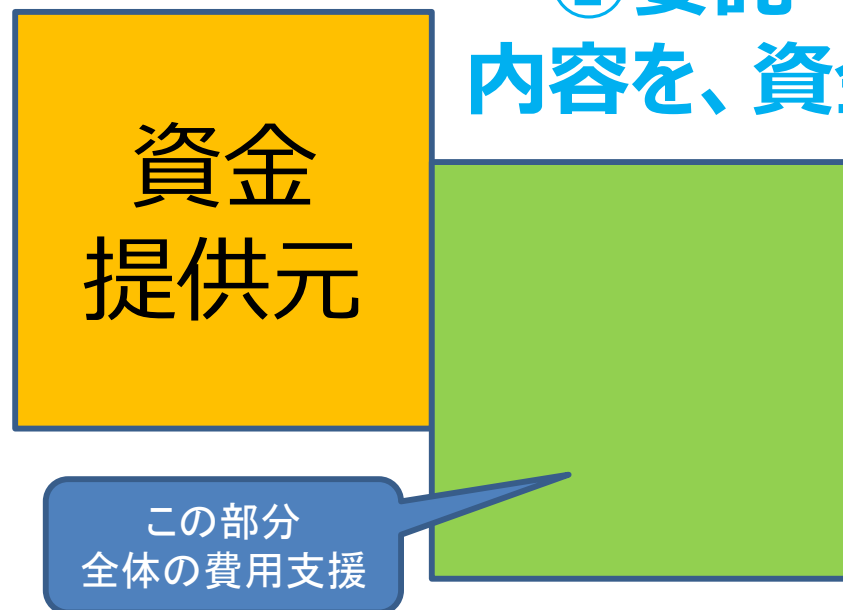 内容を、資
資金
提供元
この部分
全体の費用支援